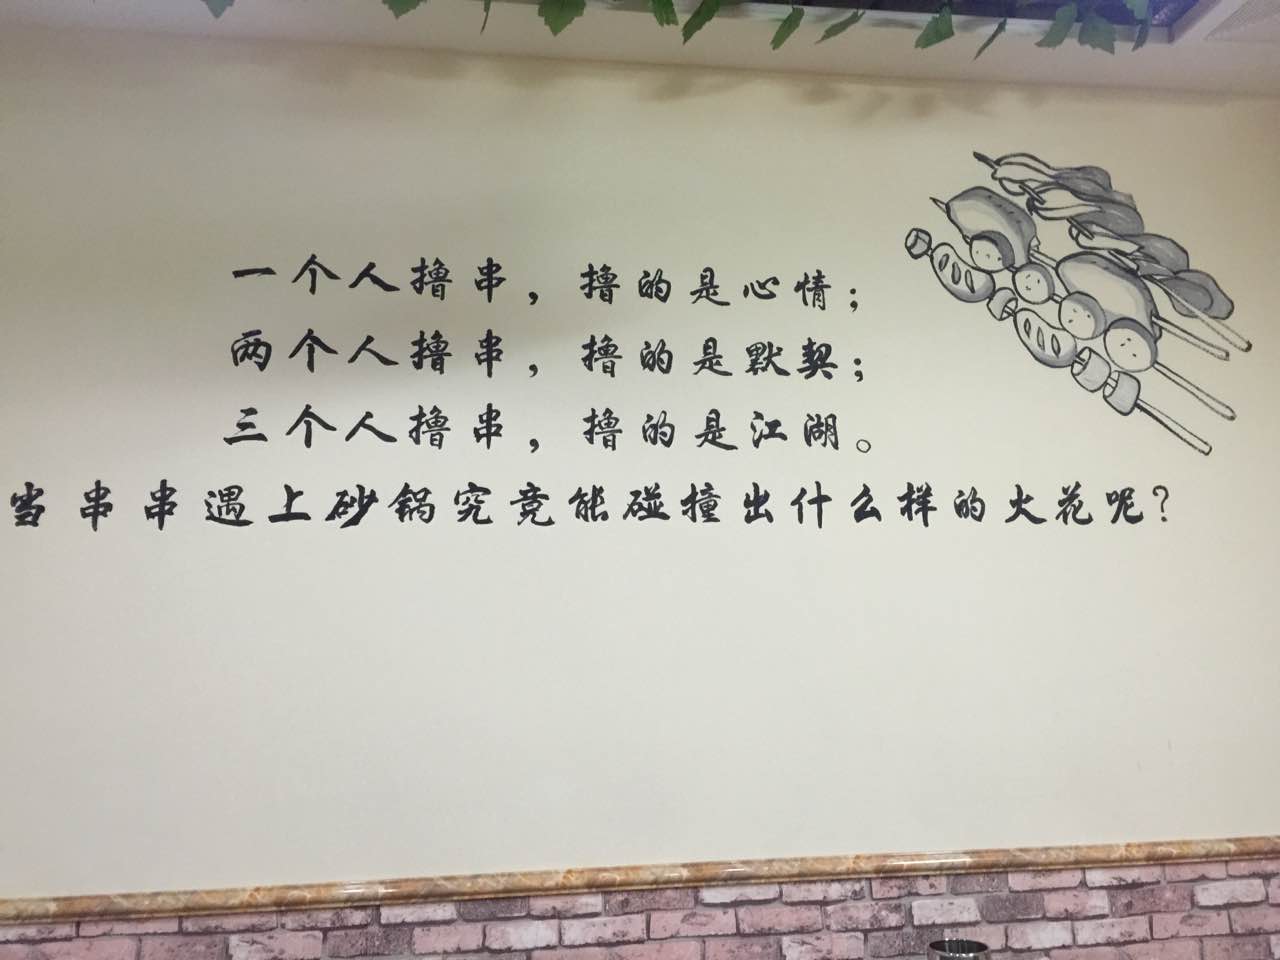 一个人撸串，撸的是心情；
两个人撸串，撸的是默契；
三个人撸串，撸的是江湖。
当串串遇上砂锅究竟能碰撞出什么样的火花呢？